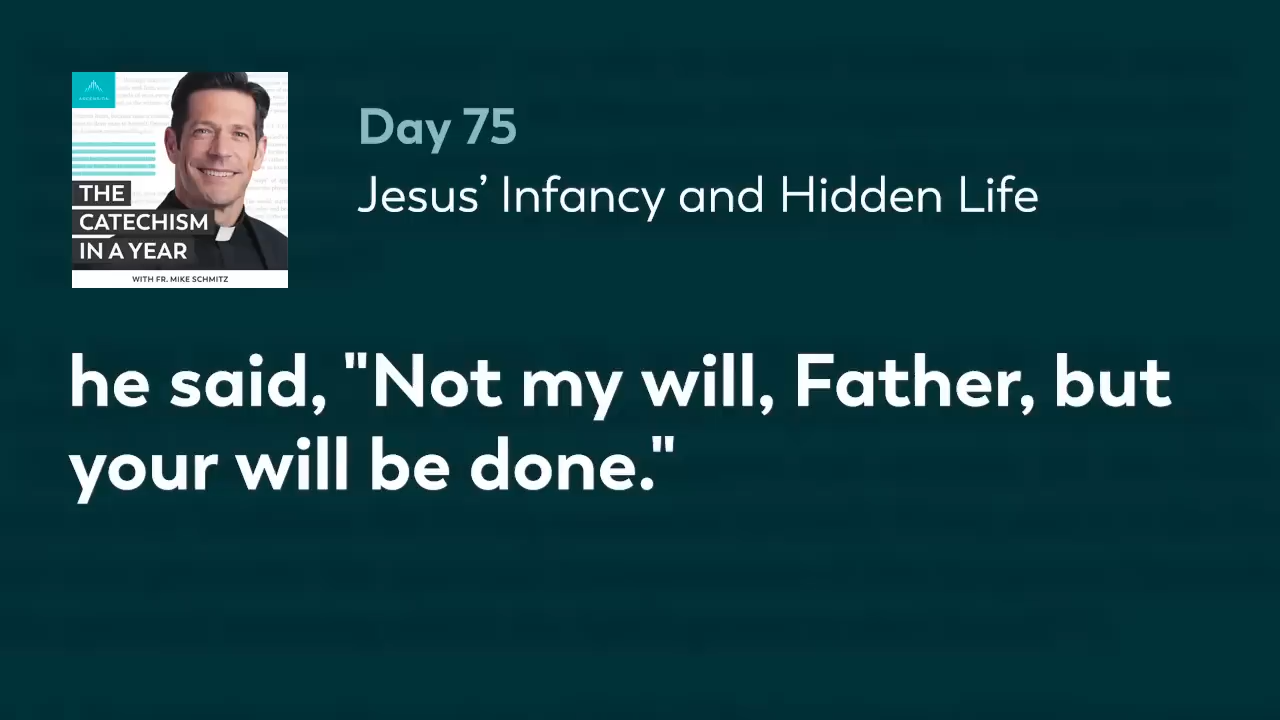 Day 75
Jesus’ Infancy and Hidden Life
THE
CATECHISM
IN A YEAR
WITH FR. MIKE SCHMITZ
he said, "Not my will, Father, but
your will be done."